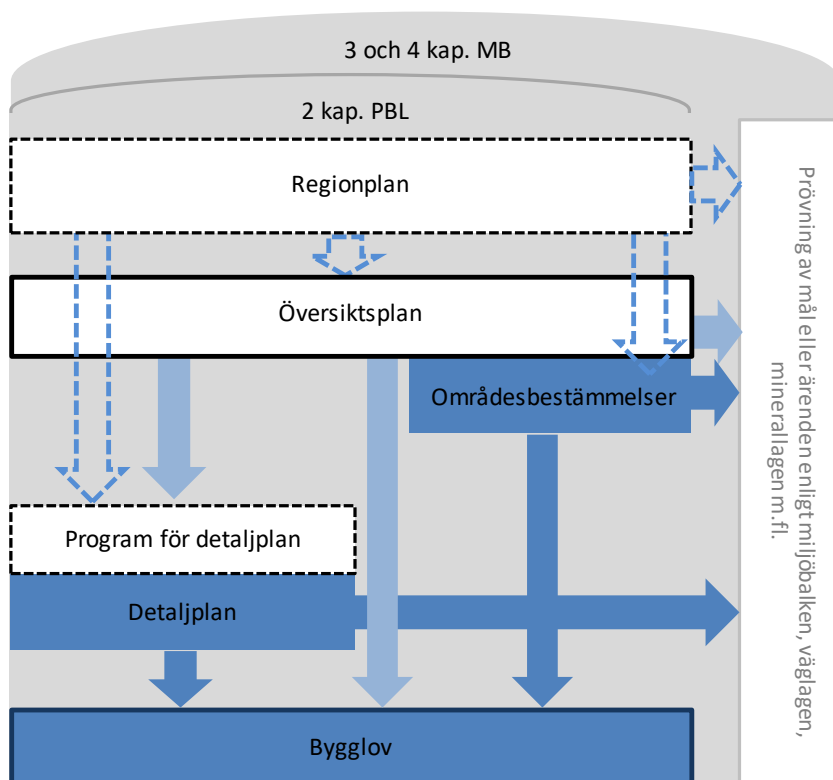 3 och 4 kap. MB
2 kap. PBL
Regionplan
Översiktsplan
Områdesbestämmelser
Program för detaljplan
Detaljplan
Bygglov
Prövning av mål eller ärenden enligt miljöbalken, väglagen,
minerallagen m.fl.